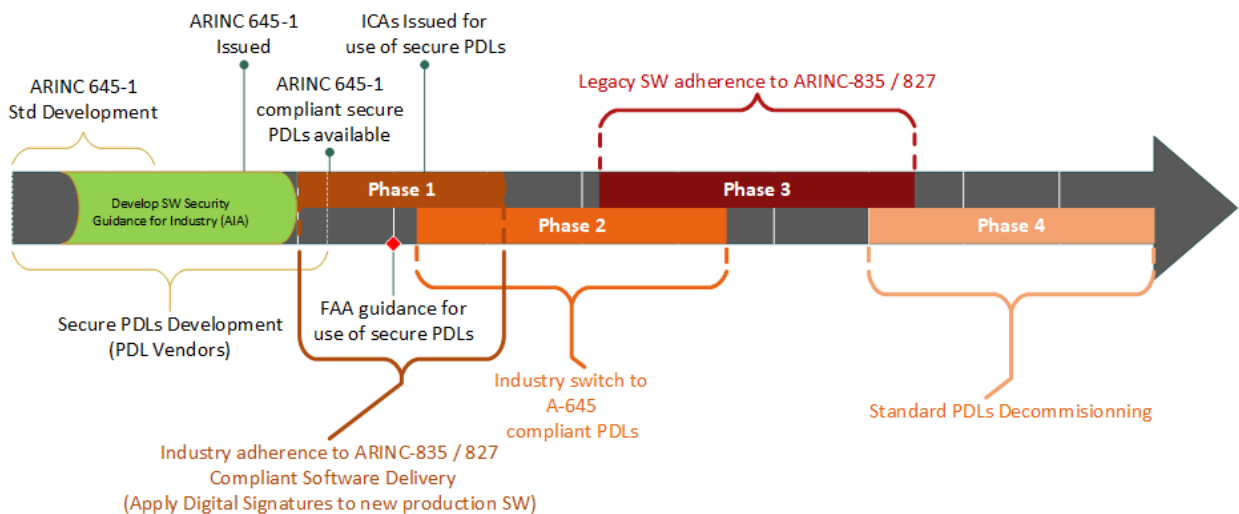 ARINC 645-1
Issued
ICAs Issued for
use of secure PDLs
ARINC 645-1
Std Development
ARINC 645-1
compliant secure
PDLs available
Legacy SW adherence to ARINC-835 / 827
Develop SW Security
Guidance for Industry (AIA)
Phase 1
Phase 3
Phase 2
Phase 4
Secure PDLs Development
(PDL Vendors)
FAA guidance for
use of secure PDLs
Industry switch to
A-645
compliant PDLs
Standard PDLs Decommisionning
Industry adherence to ARINC-835 / 827
Compliant Software Delivery
(Apply Digital Signatures to new production SW)